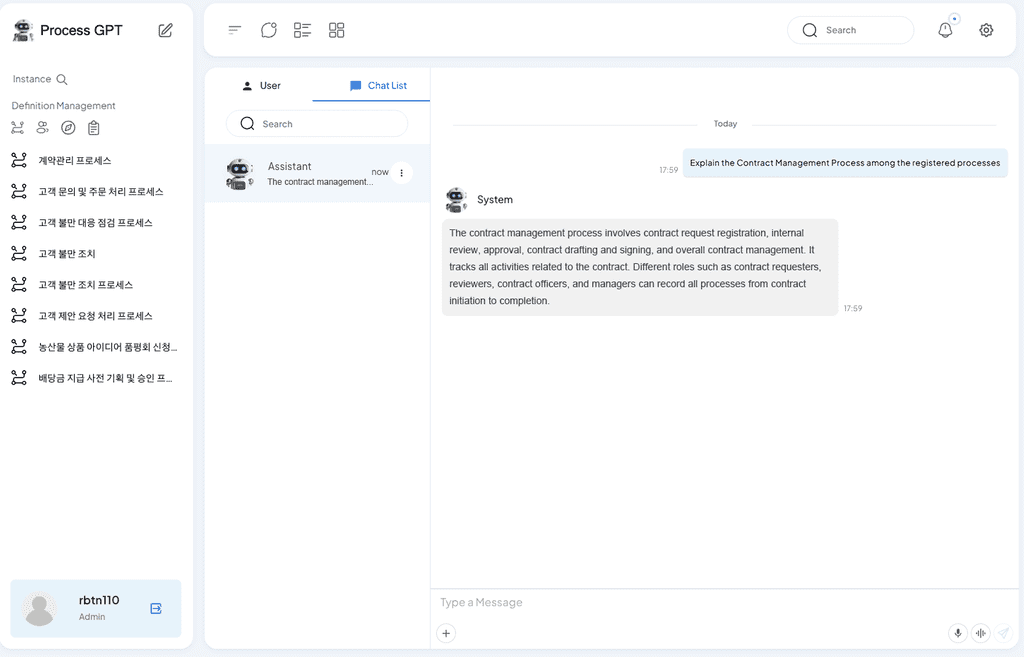 Process GPT
Search
Instance
Definition Management
계약관리 프로세스
고객 문의 및 주문 처리 프로세스
고객 불만 대응 점검 프로세스
고객 불만 조치
고객 불만 조치 프로세스
고객 제안 요청 처리 프로세스
농산물 상품 아이디어 품평회 신청...
배당금 지급 사전 기획 및 승인 프...
rbtn110
Admin
User
Chat List
Search
Assistant
now
The contract management...
Today
17:59
Explain the Contract Management Process among the registered processes
System
The contract management process involves contract request registration, internal
review, approval, contract drafting and signing, and overall contract management. It
tracks all activities related to the contract. Different roles such as contract requesters,
reviewers, contract officers, and managers can record all processes from contract
initiation to completion.
17:59
Type a Message